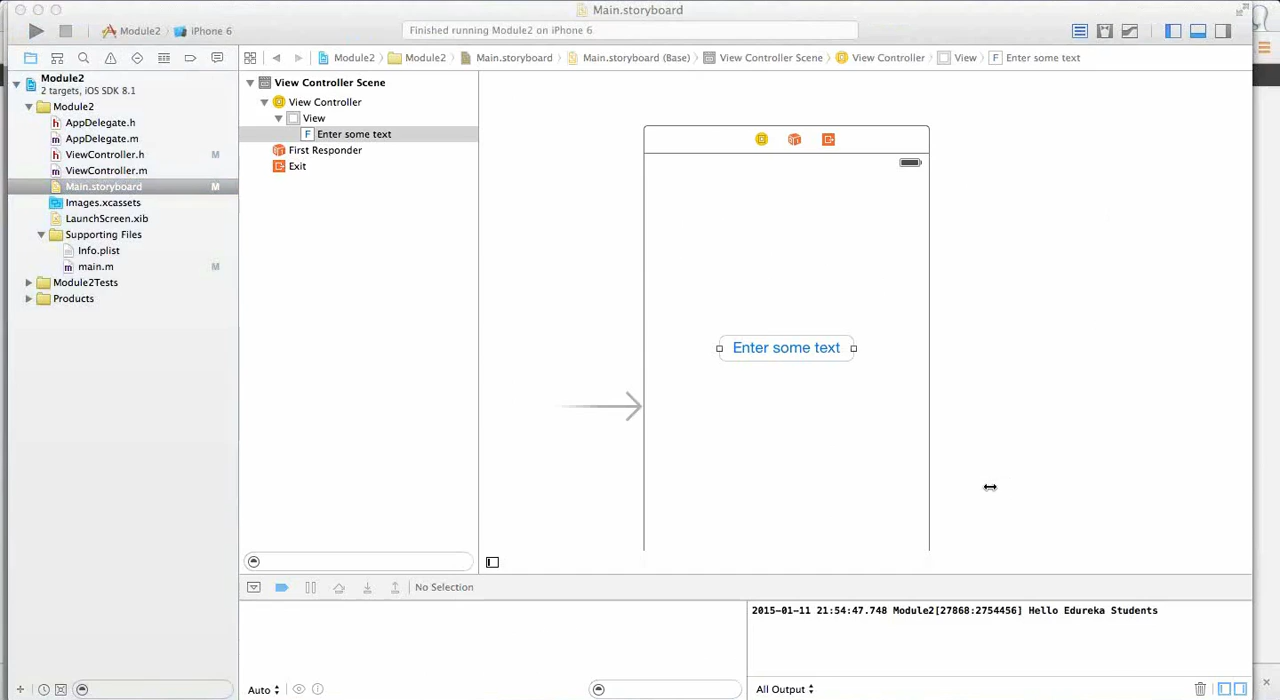 Main.storyboard
Module2 › iPhone 6
Finished running Module2 on iPhone 6
Module2 › Module2 › Main.storyboard › Main.storyboard (Base) › View Controller Scene › View Controller › View › F Enter some text
Module2
2 targets, iOS SDK 8.1
Module2
h AppDelegate.h
m AppDelegate.m
h ViewController.h M
m ViewController.m
Main.storyboard M
Images.xcassets
LaunchScreen.xib
Supporting Files
Info.plist
m main.m M
Module2Tests
Products
View Controller Scene
View Controller
View
F Enter some text
First Responder
Exit
Enter some text
No Selection
2015-01-11 21:54:47.748 Module2[27868:2754456] Hello Edureka Students
Auto
All Output